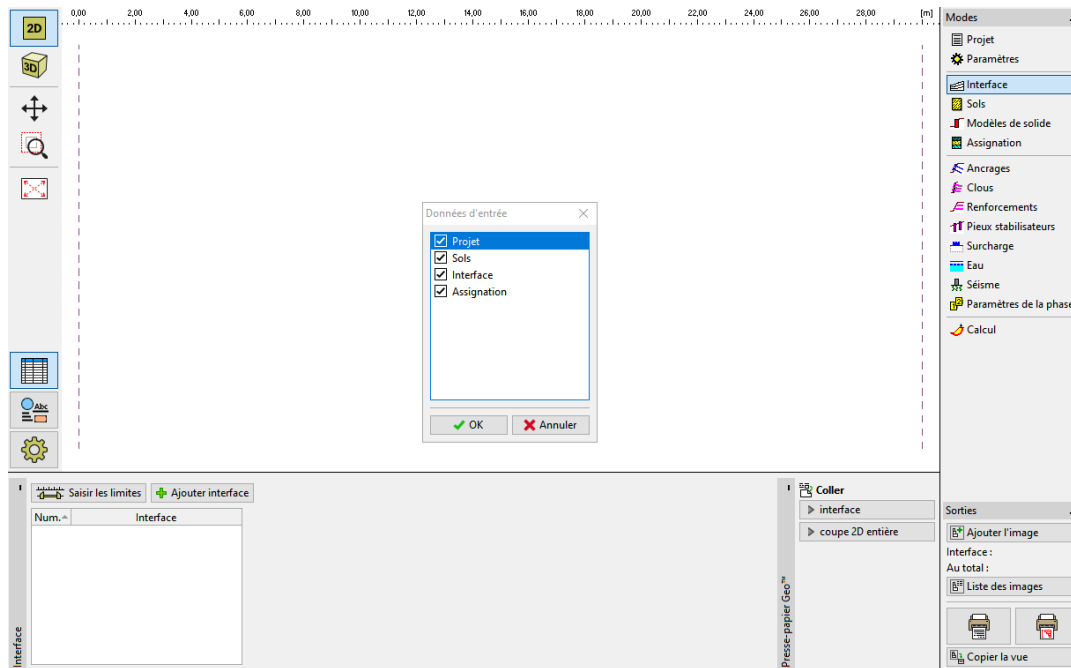 2D
0,00 2,00 4,00 6,00 8,00 10,00 12,00 14,00 16,00 18,00 20,00 22,00 24,00 26,00 28,00 [m]
3D
Abc
Données d'entrée
Projet
Sols
Interface
Assignation
OK
Annuler
Modes
Projet
Paramètres
Interface
Sols
Modèles de solide
Assignation
Ancrages
Clous
Renforcements
Pieux stabilisateurs
Surcharge
Eau
Séisme
Paramètres de la phase
Calcul
Interface
Saisir les limites
Ajouter interface
Num. Interface
Presse-papier Geo™
Coller
interface
coupe 2D entière
Sorties
Ajouter l'image
Interface :
Au total :
Liste des images
Copier la vue